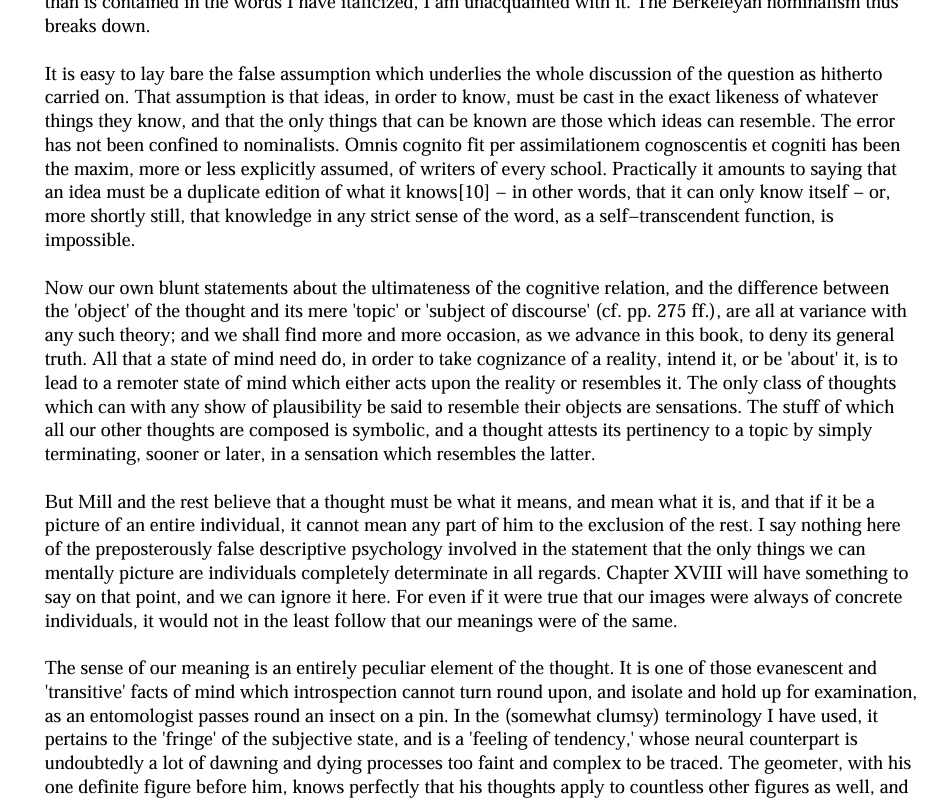 than is contained in the words I have italicized, I am unacquainted with it. The Berkeleyan nominalism thus
breaks down.
It is easy to lay bare the false assumption which underlies the whole discussion of the question as hitherto
carried on. That assumption is that ideas, in order to know, must be cast in the exact likeness of whatever
things they know, and that the only things that can be known are those which ideas can resemble. The error
has not been confined to nominalists. Omnis cognito fit per assimilationem cognoscentis et cogniti has been
the maxim, more or less explicitly assumed, of writers of every school. Practically it amounts to saying that
an idea must be a duplicate edition of what it knows[10] − in other words, that it can only know itself − or,
more shortly still, that knowledge in any strict sense of the word, as a self−transcendent function, is
impossible.
Now our own blunt statements about the ultimateness of the cognitive relation, and the difference between
the 'object' of the thought and its mere 'topic' or 'subject of discourse' (cf. pp. 275 ff.), are all at variance with
any such theory; and we shall find more and more occasion, as we advance in this book, to deny its general
truth. All that a state of mind need do, in order to take cognizance of a reality, intend it, or be 'about' it, is to
lead to a remoter state of mind which either acts upon the reality or resembles it. The only class of thoughts
which can with any show of plausibility be said to resemble their objects are sensations. The stuff of which
all our other thoughts are composed is symbolic, and a thought attests its pertinency to a topic by simply
terminating, sooner or later, in a sensation which resembles the latter.
But Mill and the rest believe that a thought must be what it means, and mean what it is, and that if it be a
picture of an entire individual, it cannot mean any part of him to the exclusion of the rest. I say nothing here
of the preposterously false descriptive psychology involved in the statement that the only things we can
mentally picture are individuals completely determinate in all regards. Chapter XVIII will have something to
say on that point, and we can ignore it here. For even if it were true that our images were always of concrete
individuals, it would not in the least follow that our meanings were of the same.
The sense of our meaning is an entirely peculiar element of the thought. It is one of those evanescent and
'transitive' facts of mind which introspection cannot turn round upon, and isolate and hold up for examination,
as an entomologist passes round an insect on a pin. In the (somewhat clumsy) terminology I have used, it
pertains to the 'fringe' of the subjective state, and is a 'feeling of tendency,' whose neural counterpart is
undoubtedly a lot of dawning and dying processes too faint and complex to be traced. The geometer, with his
one definite figure before him, knows perfectly that his thoughts apply to countless other figures as well, and